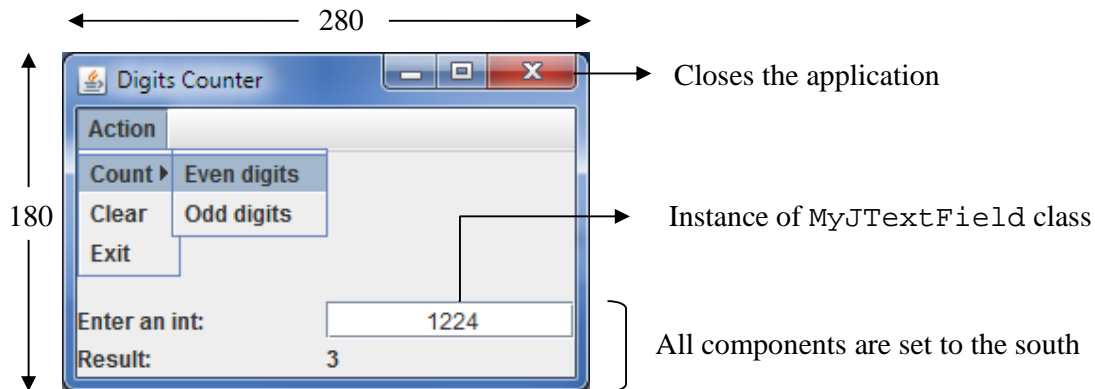 280
Digits Counter
Closes the application
Action
Count Even digits
180
Clear Odd digits
Instance of MyJTextField class
Exit
Enter an int: 1224
Result: 3
All components are set to the south